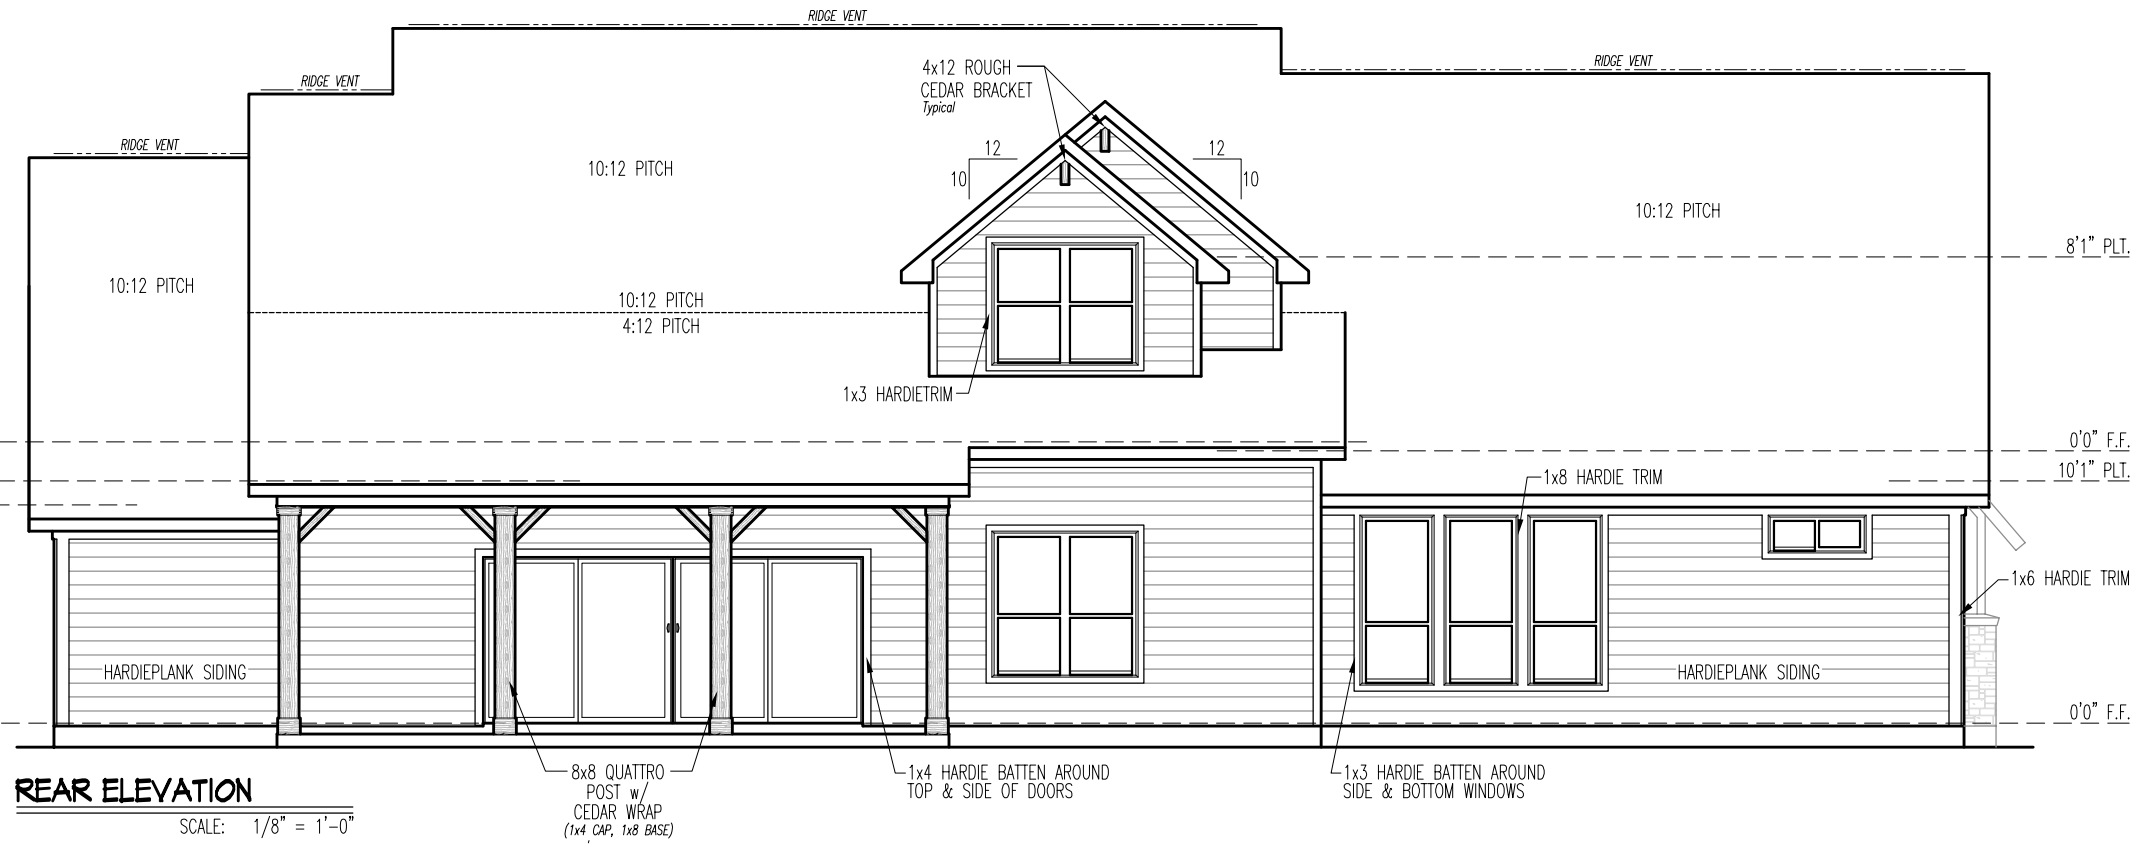 RIDGE VENT
RIDGE VENT
RIDGE VENT
RIDGE VENT
4x12 ROUGH
CEDAR BRACKET
Typical
12
10
12
10
10:12 PITCH
10:12 PITCH
10:12 PITCH
10:12 PITCH
4:12 PITCH
8'1" PLT.
1x3 HARDIETRIM
0'0" F.F.
10'1" PLT.
1x8 HARDIE TRIM
1x6 HARDIE TRIM
HARDIEPLANK SIDING
HARDIEPLANK SIDING
0'0" F.F.
8x8 QUATTRO
POST w/
CEDAR WRAP
(1x4 CAP, 1x8 BASE)
1x4 HARDIE BATTEN AROUND
TOP & SIDE OF DOORS
1x3 HARDIE BATTEN AROUND
SIDE & BOTTOM WINDOWS
REAR ELEVATION
SCALE: 1/8" = 1'-0"